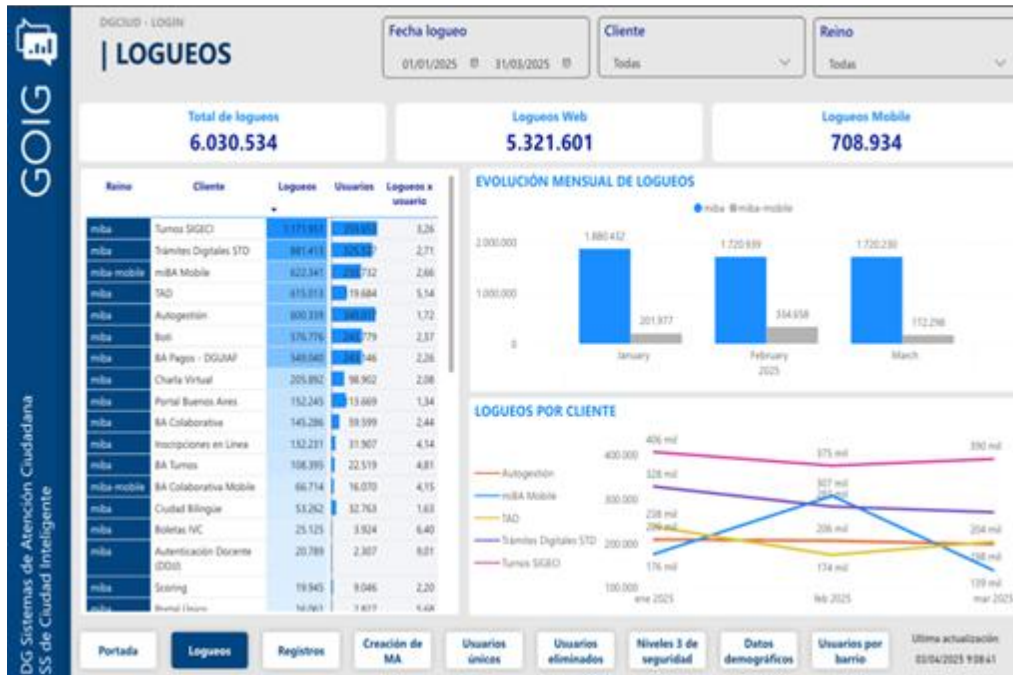 DGCIUD - LOGIN
| LOGUEOS
Fecha logueo
01/01/2025 31/03/2025
Cliente
Todas
Reino
Todas
GOIG
DG Sistemas de Atención Ciudadana
SS de Ciudad Inteligente
Total de logueos
6.030.534
Logueos Web
5.321.601
Logueos Mobile
708.934
Reino Cliente Logueos Usuarios Logueos x usuario
miba Turnos SIGECI 3,26
miba Trámites Digitales STD 881.413 2,71
miba-mobile miBA Mobile 622.341 2,66
miba TAD 615.013 5,14
miba Autogestión 600.339 1,72
miba Boti 576.776 2,37
miba BA Pagos - DGUIAF 549.040 2,26
miba Charla Virtual 205.892 98.902 2,08
miba Portal Buenos Aires 152.245 1,34
miba BA Colaborativa 145.286 59.599 2,44
miba Inscripciones en Línea 132.231 31.907 4,14
miba BA Turnos 108.395 22.519 4,81
miba-mobile BA Colaborativa Mobile 66.714 16.070 4,15
miba Ciudad Bilingüe 53.262 32.763 1,63
miba Boletas IVC 25.125 3.924 6,40
miba Autenticación Docente (DDJJ) 20.789 2.307 9,01
miba Scoring 19.945 9.046 2,20
EVOLUCIÓN MENSUAL DE LOGUEOS
miba miba-mobile
2.000.000
1.000.000
0
1.880.432
201.977
1.720.939
334.658
1.720.230
172.298
January
February
March
2025
LOGUEOS POR CLIENTE
Autogestión
miBA Mobile
TAD
Trámites Digitales STD
Turnos SIGECI
400.000
300.000
200.000
100.000
406 mil
375 mil
390 mil
328 mil
307 mil
238 mil
206 mil
204 mil
198 mil
176 mil
174 mil
139 mil
ene 2025
feb 2025
mar 2025
Portada
Logueos
Registros
Creación de MA
Usuarios únicos
Usuarios eliminados
Niveles 3 de seguridad
Datos demográficos
Usuarios por barrio
Ultima actualización
03/04/2025 9:08:41